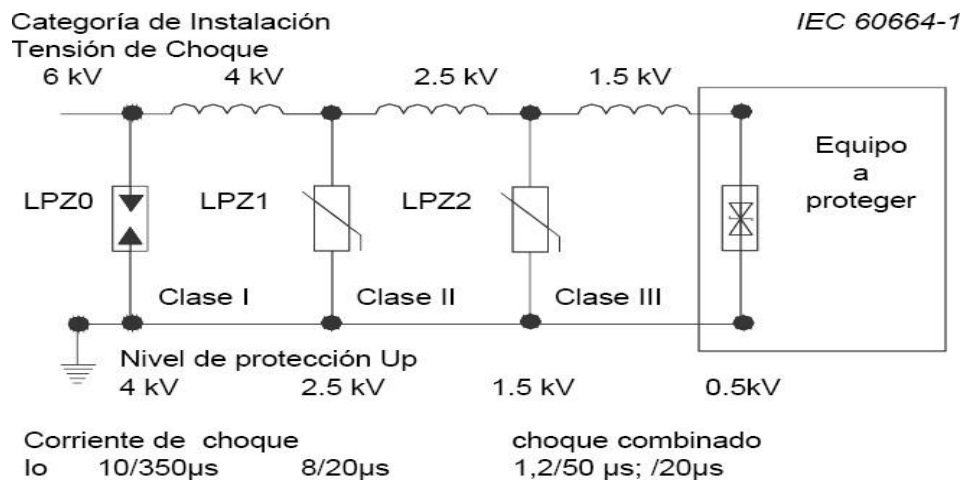 Categoría de Instalación
IEC 60664-1
Tensión de Choque
6 kV 4 kV 2.5 kV 1.5 kV
Equipo
a
proteger
LPZ0 LPZ1 LPZ2
Clase I Clase II Clase III
Nivel de protección Up
4 kV 2.5 kV 1.5 kV 0.5kV
Corriente de choque choque combinado
Io 10/350µs 8/20µs 1,2/50 µs; /20µs